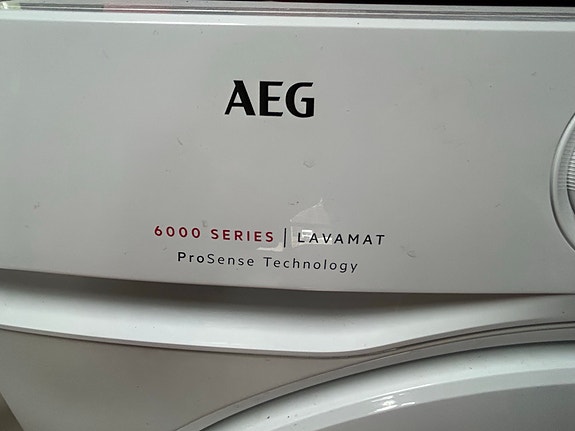 AEG
6000 SERIES | LAVAMAT
ProSense Technology